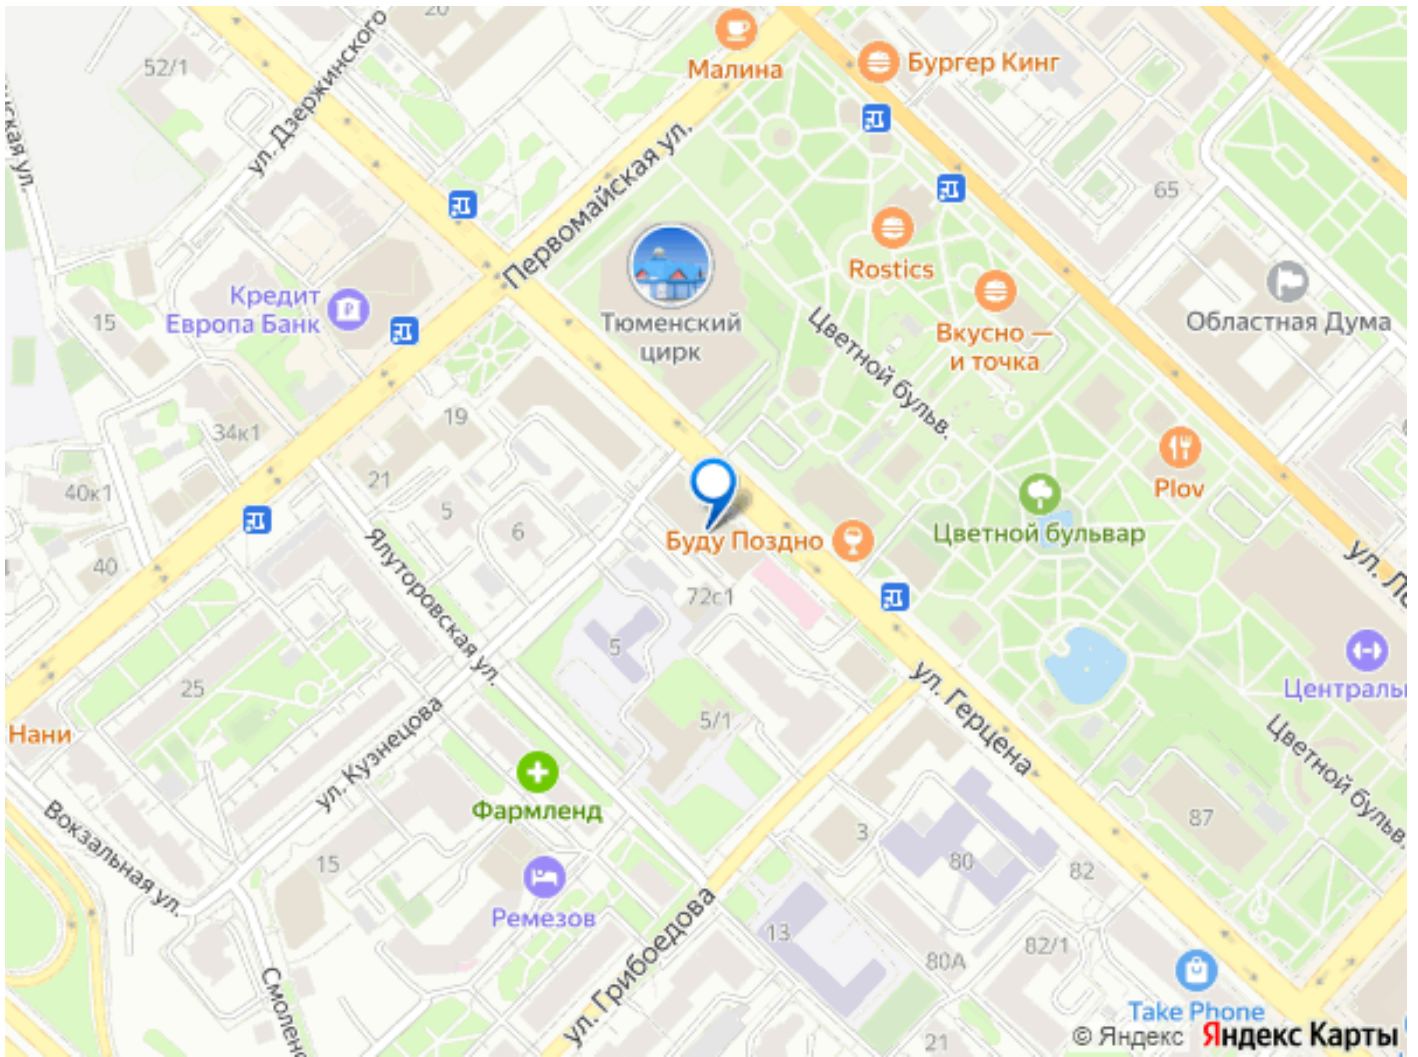 20
52/1
ул. Дзержинского
Малина
Бургер Кинг
Первомайская ул.
65
Rostics
Кредит
Европа Банк
15
Тюменский
цирк
Цветной бульв.
Вкусно —
и точка
Областная Дума
19
34к1
21
40к1
5
6
Plov
Буду Поздно
Цветной бульвар
40
Ялуторовская ул.
72с1
5
25
5/1
ул. Герцена
Нани
ул. Кузнецова
Фармленд
Цветной бульв.
87
Вокзальная ул.
15
3
80
82
Ремезов
ул. Грибоедова
13
80А
82/1
Take Phone
21
© Яндекс Яндекс Карты